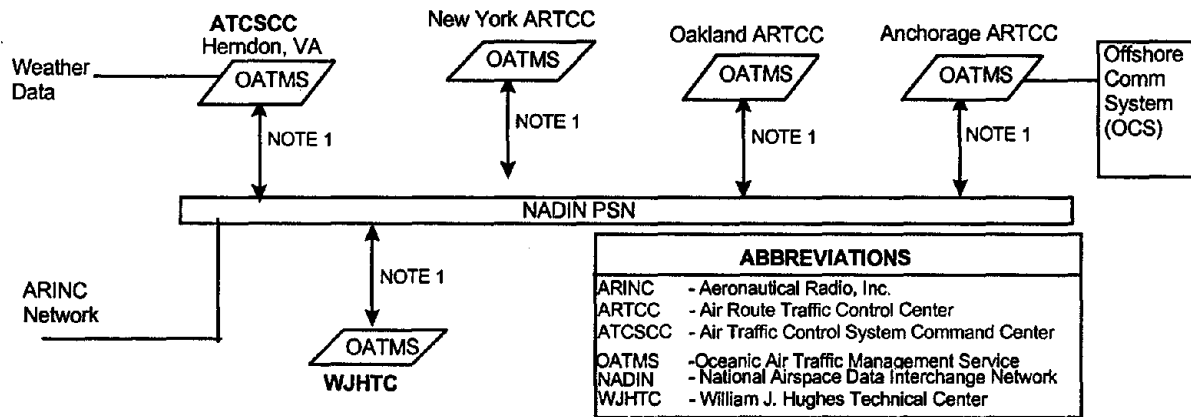 ATCSCC
Herndon, VA
OATMS
Weather
Data
NOTE 1
New York ARTCC
OATMS
NOTE 1
Oakland ARTCC
OATMS
NOTE 1
Anchorage ARTCC
OATMS
NOTE 1
Offshore
Comm
System
(OCS)
NADIN PSN
ARINC
Network
NOTE 1
OATMS
WJHTC
ABBREVIATIONS
ARINC - Aeronautical Radio, Inc.
ARTCC - Air Route Traffic Control Center
ATCSCC - Air Traffic Control System Command Center
OATMS -Oceanic Air Traffic Management Service
NADIN - National Airspace Data Interchange Network
WJHTC - William J. Hughes Technical Center